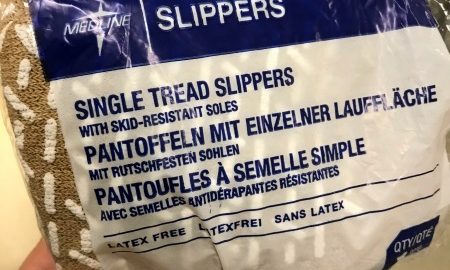 MEDLINE
SLIPPERS
SINGLE TREAD SLIPPERS
WITH SKID-RESISTANT SOLES
PANTOFFELN MIT EINZELNER LAUFFLÄCHE
MIT RUTSCHFESTEN SOHLEN
PANTOUFLES À SEMELLE SIMPLE
AVEC SEMELLES ANTIDÉRAPANTES RÉSISTANTES
LATEX FREE LATEXFREI SANS LATEX
QTY/QTÉ